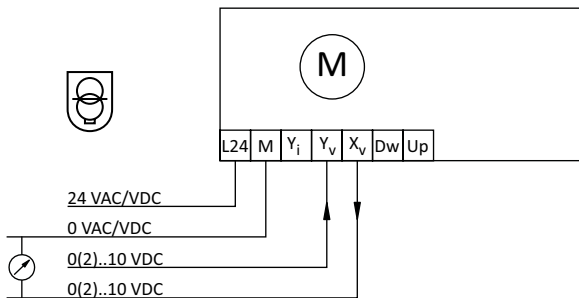 M
L24 M Yi Yv Xv Dw Up
24 VAC/VDC
0 VAC/VDC
0(2)..10 VDC
0(2)..10 VDC